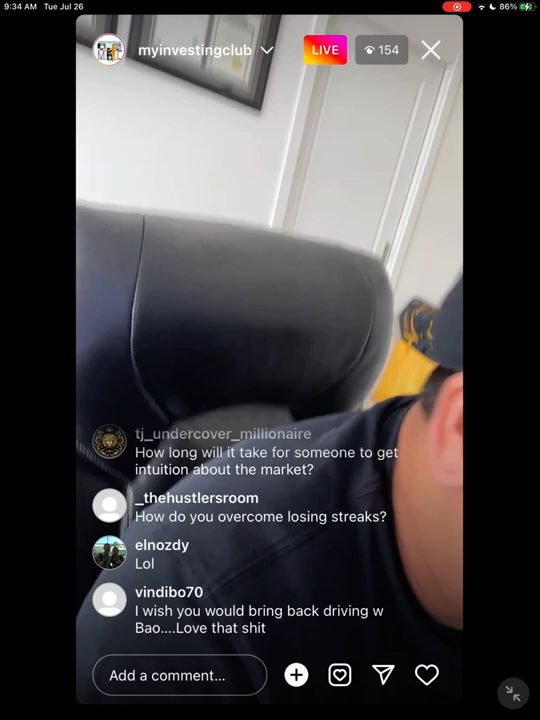 9:34 AM Tue Jul 26
86%
myinvestingclub
LIVE
154
tj_undercover_millionaire
How long will it take for someone to get
intuition about the market?
_thehustlersroom
How do you overcome losing streaks?
elnozdy
Lol
vindibo70
I wish you would bring back driving w
Bao....Love that shit
Add a comment...